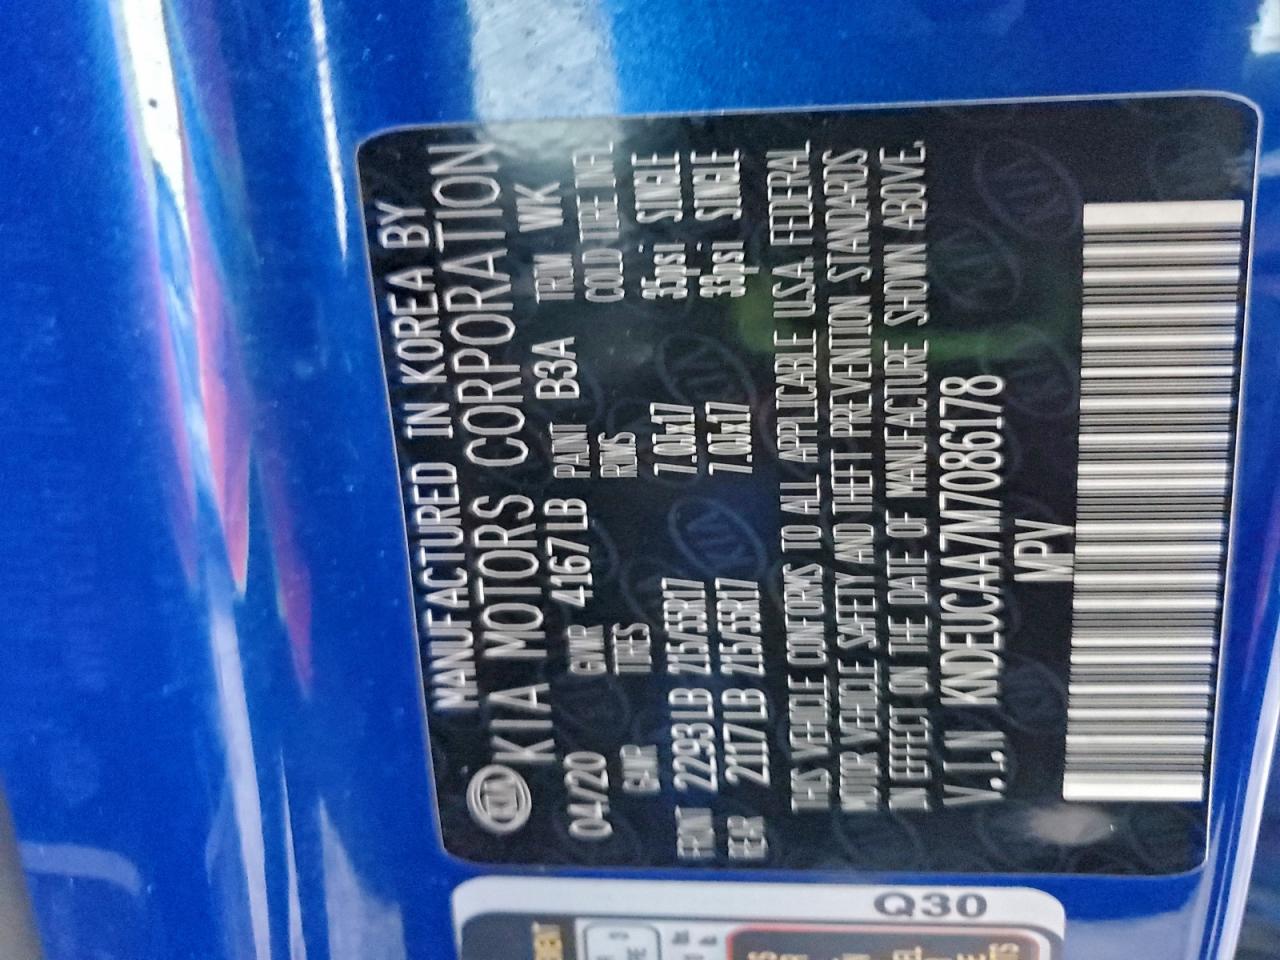 MANUFACTURED IN KOREA BY
KIA KIA MOTORS CORPORATION
04/20 GVWR 4167LB PAINT B3A TRIM WK
GAWR TIRES RIMS COLD TIRE INFL
FRONT 2293LB 215/55R17 7.0Jx17 35psi SINGLE
REAR 2117LB 215/55R17 7.0Jx17 33psi SINGLE
THIS VEHICLE CONFORMS TO ALL APPLICABLE U.S.A. FEDERAL
MOTOR VEHICLE SAFETY AND THEFT PREVENTION STANDARDS
IN EFFECT ON THE DATE OF MANUFACTURE SHOWN ABOVE.
V.I.N KNDEUCAA7M7086178
MPV
Q30